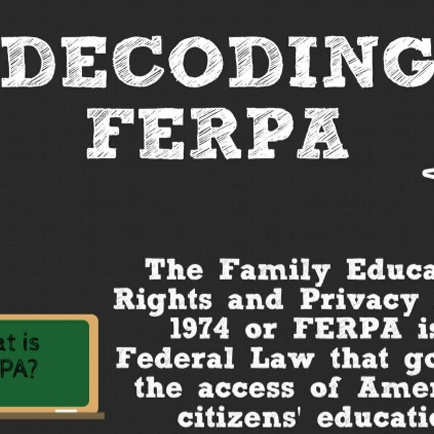 DECODING
FERPA
The Family Educa
Rights and Privacy
1974 or FERPA is
Federal Law that go
the access of Amer
citizens' educatio
at is
PA?